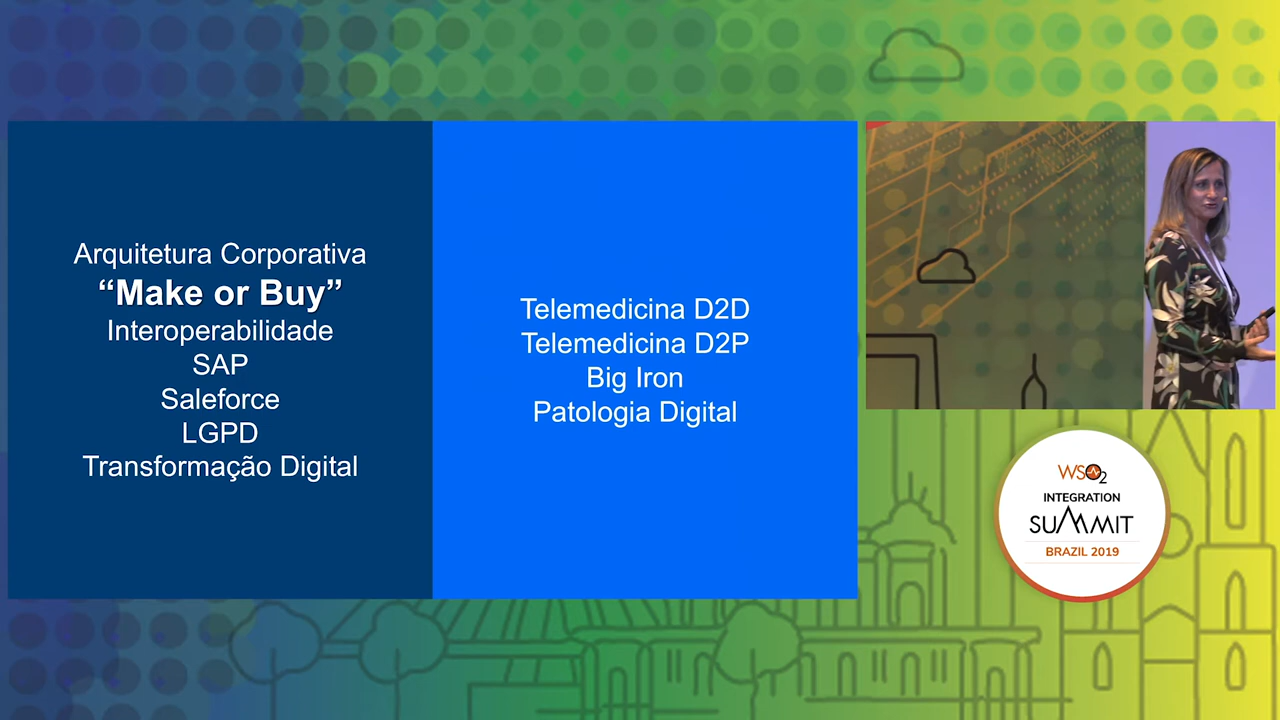 Arquitetura Corporativa
“Make or Buy”
Interoperabilidade
SAP
Saleforce
LGPD
Transformação Digital
Telemedicina D2D
Telemedicina D2P
Big Iron
Patologia Digital
WSO2
INTEGRATION
SUMMIT
BRAZIL 2019